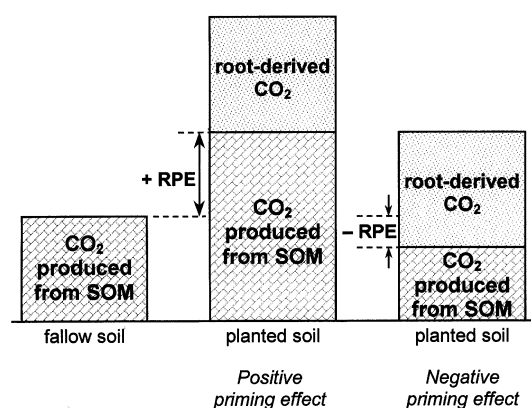 root-derived
CO₂
+ RPE
CO₂
produced
from SOM
CO₂
produced
from SOM
root-derived
CO₂
– RPE
CO₂
produced
from SOM
fallow soil
planted soil
planted soil
Positive
priming effect
Negative
priming effect